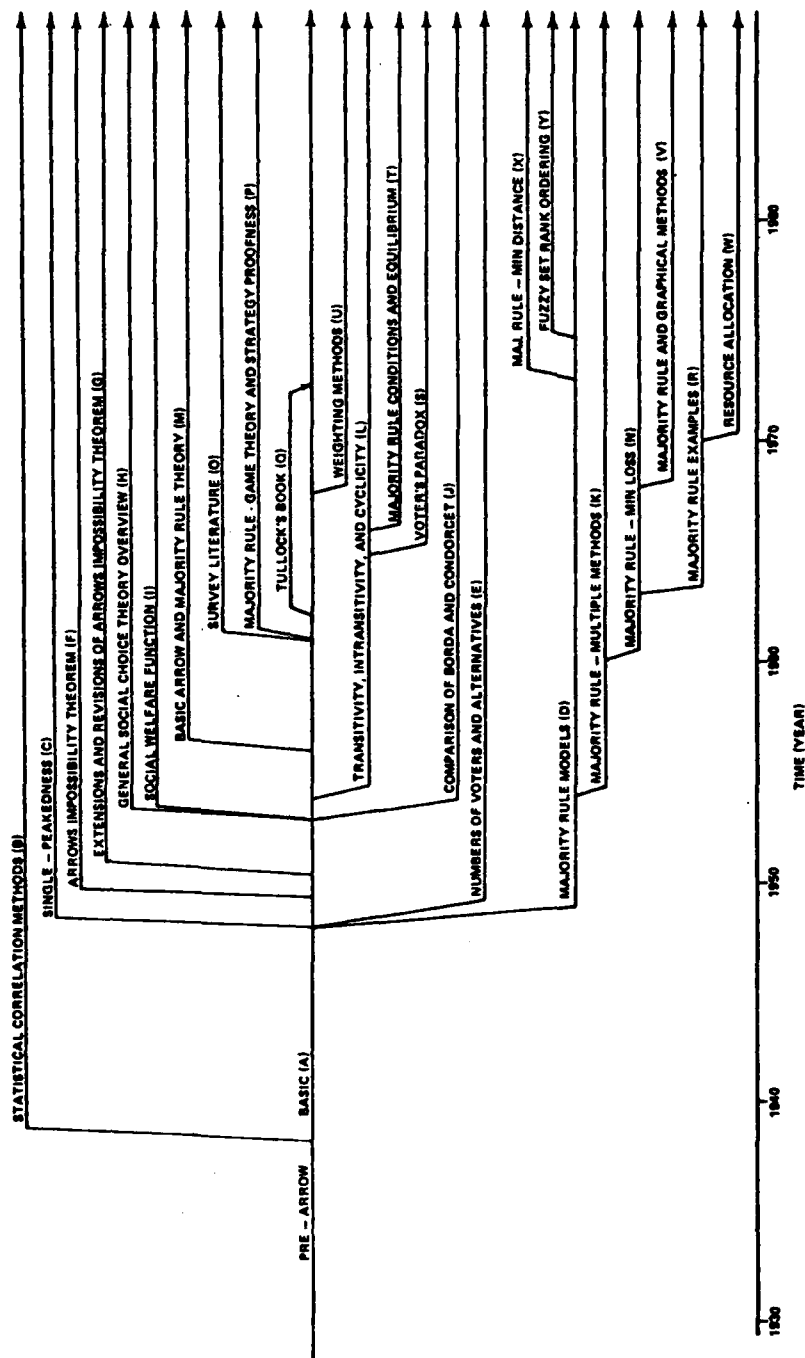 STATISTICAL CORRELATION METHODS (B)
SINGLE – PEAKEDNESS (C)
ARROWS IMPOSSIBILITY THEOREM (F)
EXTENSIONS AND REVISIONS OF ARROWS IMPOSSIBILITY THEOREM (G)
GENERAL SOCIAL CHOICE THEORY OVERVIEW (H)
SOCIAL WELFARE FUNCTION (I)
BASIC ARROW AND MAJORITY RULE THEORY (M)
SURVEY LITERATURE (O)
MAJORITY RULE - GAME THEORY AND STRATEGY PROOFNESS (P)
TULLOCK'S BOOK (Q)
PRE – ARROW
BASIC (A)
WEIGHTING METHODS (U)
TRANSITIVITY, INTRANSITIVITY, AND CYCLICITY (L)
MAJORITY RULE CONDITIONS AND EQUILIBRIUM (T)
VOTER'S PARADOX (S)
COMPARISON OF BORDA AND CONDORCET (J)
NUMBERS OF VOTERS AND ALTERNATIVES (E)
MAJ RULE – MIN DISTANCE (X)
FUZZY SET RANK ORDERING (Y)
MAJORITY RULE MODELS (D)
MAJORITY RULE – MULTIPLE METHODS (K)
MAJORITY RULE – MIN LOSS (N)
MAJORITY RULE AND GRAPHICAL METHODS (V)
MAJORITY RULE EXAMPLES (R)
RESOURCE ALLOCATION (W)
1930
1940
1950
1960
1970
1980
TIME (YEAR)